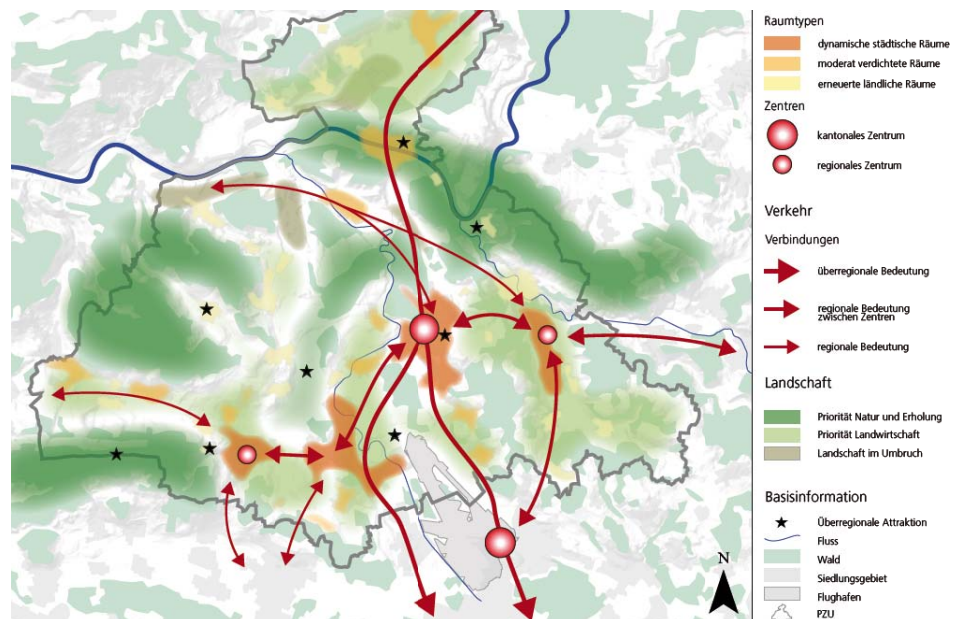 Raumtypen
dynamische städtische Räume
moderat verdichtete Räume
erneuerte ländliche Räume
Zentren
kantonales Zentrum
regionales Zentrum
Verkehr
Verbindungen
überregionale Bedeutung
regionale Bedeutung
zwischen Zentren
regionale Bedeutung
Landschaft
Priorität Natur und Erholung
Priorität Landwirtschaft
Landschaft im Umbruch
Basisinformation
Überregionale Attraktion
Fluss
Wald
Siedlungsgebiet
Flughafen
PZU
N